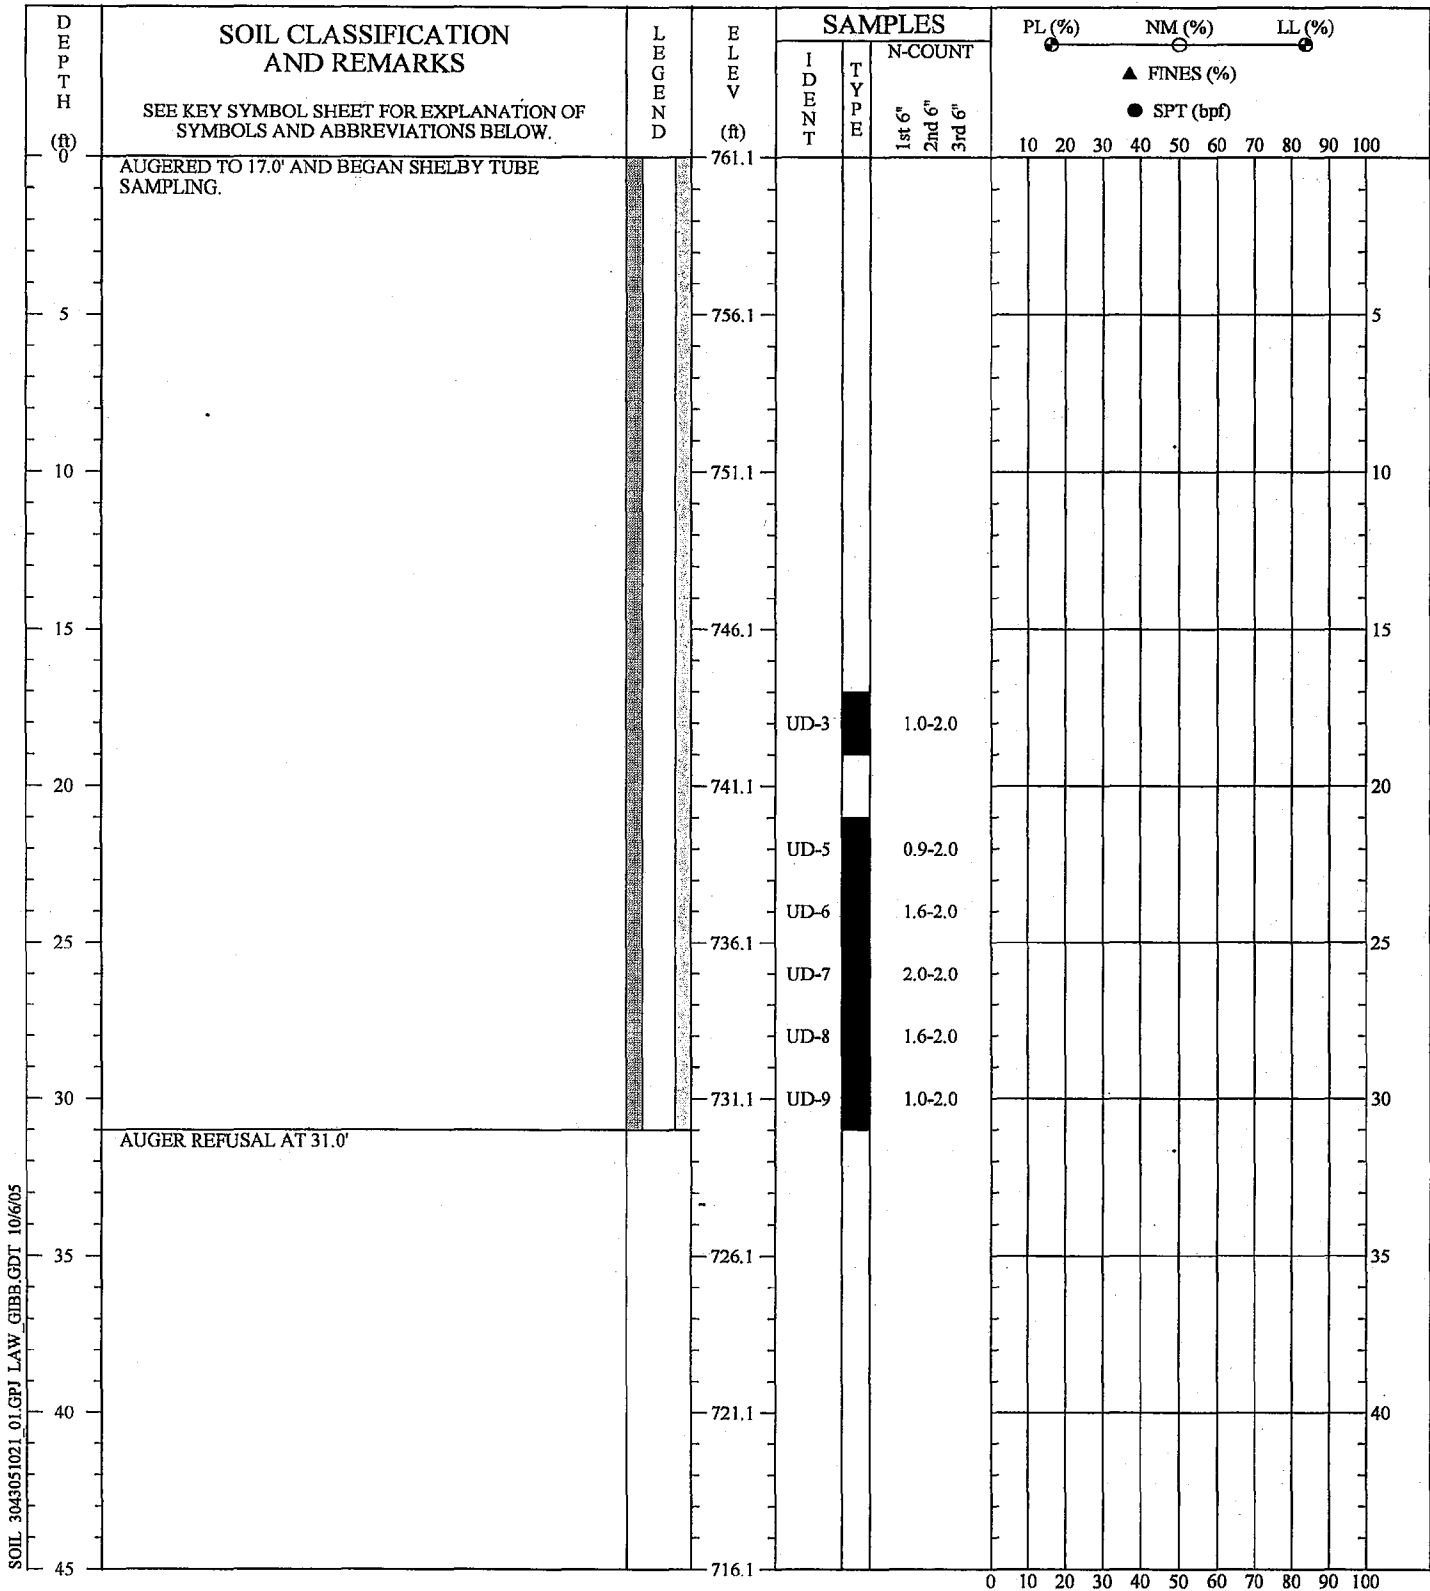 DEPTH (ft)
SOIL CLASSIFICATION
AND REMARKS
SEE KEY SYMBOL SHEET FOR EXPLANATION OF
SYMBOLS AND ABBREVIATIONS BELOW.
LEGEND
ELEV (ft)
SAMPLES
IDENT
TYPE
N-COUNT
1st 6"
2nd 6"
3rd 6"
PL (%) NM (%) LL (%)
▲ FINES (%)
● SPT (bpf)
10 20 30 40 50 60 70 80 90 100
0 761.1
AUGERED TO 17.0' AND BEGAN SHELBY TUBE
SAMPLING.
5 756.1 5
10 751.1 10
15 746.1 15
UD-3 1.0-2.0
20 741.1 20
UD-5 0.9-2.0
UD-6 1.6-2.0
25 736.1 25
UD-7 2.0-2.0
UD-8 1.6-2.0
30 731.1 UD-9 1.0-2.0 30
AUGER REFUSAL AT 31.0'
35 726.1 35
40 721.1 40
45 716.1
0 10 20 30 40 50 60 70 80 90 100
SOIL 3043051021_01.GPJ LAW_GIBB.GDT 10/6/05